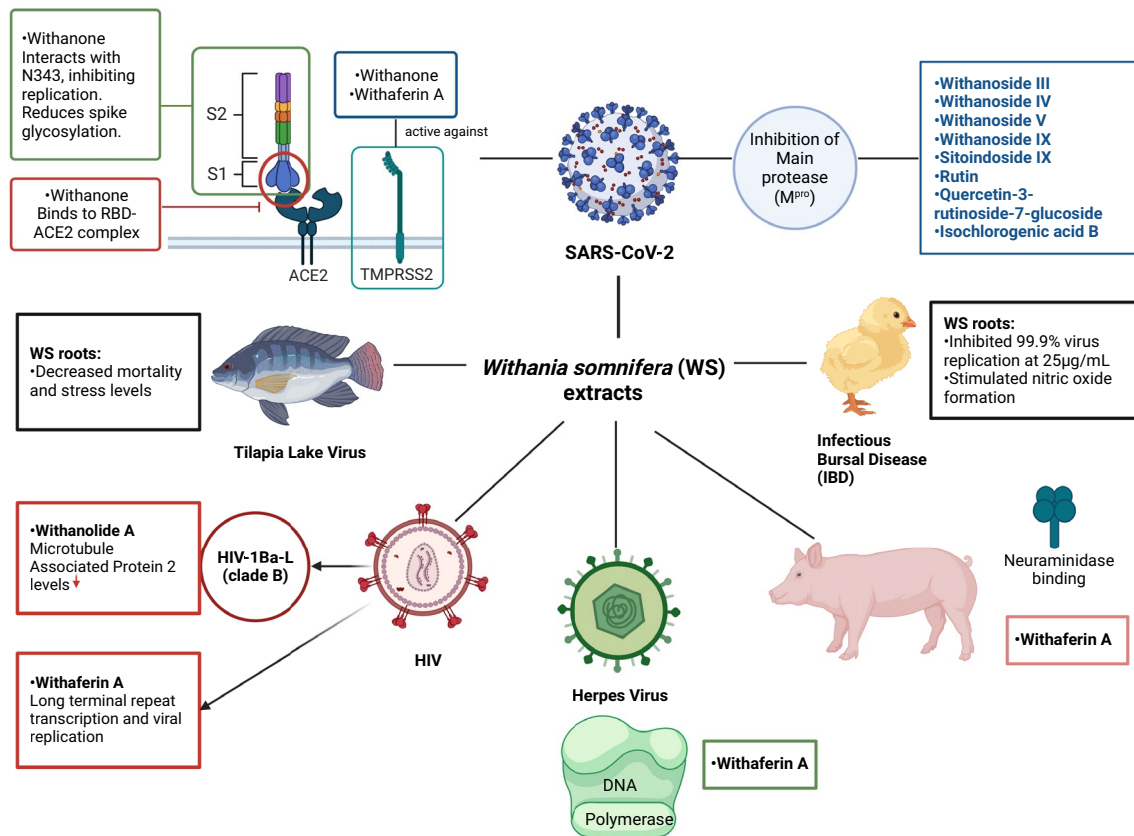 •Withanone
Interacts with
N343, inhibiting
replication.
Reduces spike
glycosylation.
S2
S1
•Withanone
•Withaferin A
active against
•Withanone
Binds to RBD-
ACE2 complex
ACE2
TMPRSS2
SARS-CoV-2
Inhibition of
Main
protease
(Mᵖʳᵒ)
•Withanoside III
•Withanoside IV
•Withanoside V
•Withanoside IX
•Sitoindoside IX
•Rutin
•Quercetin-3-
rutinoside-7-glucoside
•Isochlorogenic acid B
WS roots:
•Decreased mortality
and stress levels
Tilapia Lake Virus
Withania somnifera (WS)
extracts
Infectious
Bursal Disease
(IBD)
WS roots:
•Inhibited 99.9% virus
replication at 25µg/mL
•Stimulated nitric oxide
formation
•Withanolide A
Microtubule
Associated Protein 2
levels
HIV-1Ba-L
(clade B)
HIV
•Withaferin A
Long terminal repeat
transcription and viral
replication
Herpes Virus
DNA
Polymerase
•Withaferin A
Neuraminidase
binding
•Withaferin A